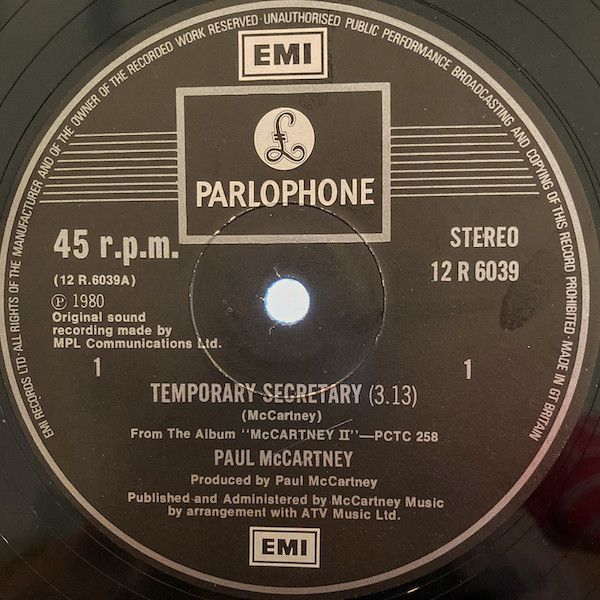 EMI RECORDS LTD · ALL RIGHTS OF THE MANUFACTURER AND OF THE OWNER OF THE RECORDED WORK RESERVED · UNAUTHORISED PUBLIC PERFORMANCE BROADCASTING AND COPYING OF THIS RECORD PROHIBITED · MADE IN GT BRITAIN
EMI
£
PARLOPHONE
45 r.p.m.
STEREO
(12 R.6039A)
12 R 6039
Ⓟ 1980
Original sound
recording made by
MPL Communications Ltd.
1
1
TEMPORARY SECRETARY (3.13)
(McCartney)
From The Album "McCARTNEY II"—PCTC 258
PAUL McCARTNEY
Produced by Paul McCartney
Published and Administered by McCartney Music
by arrangement with ATV Music Ltd.
EMI